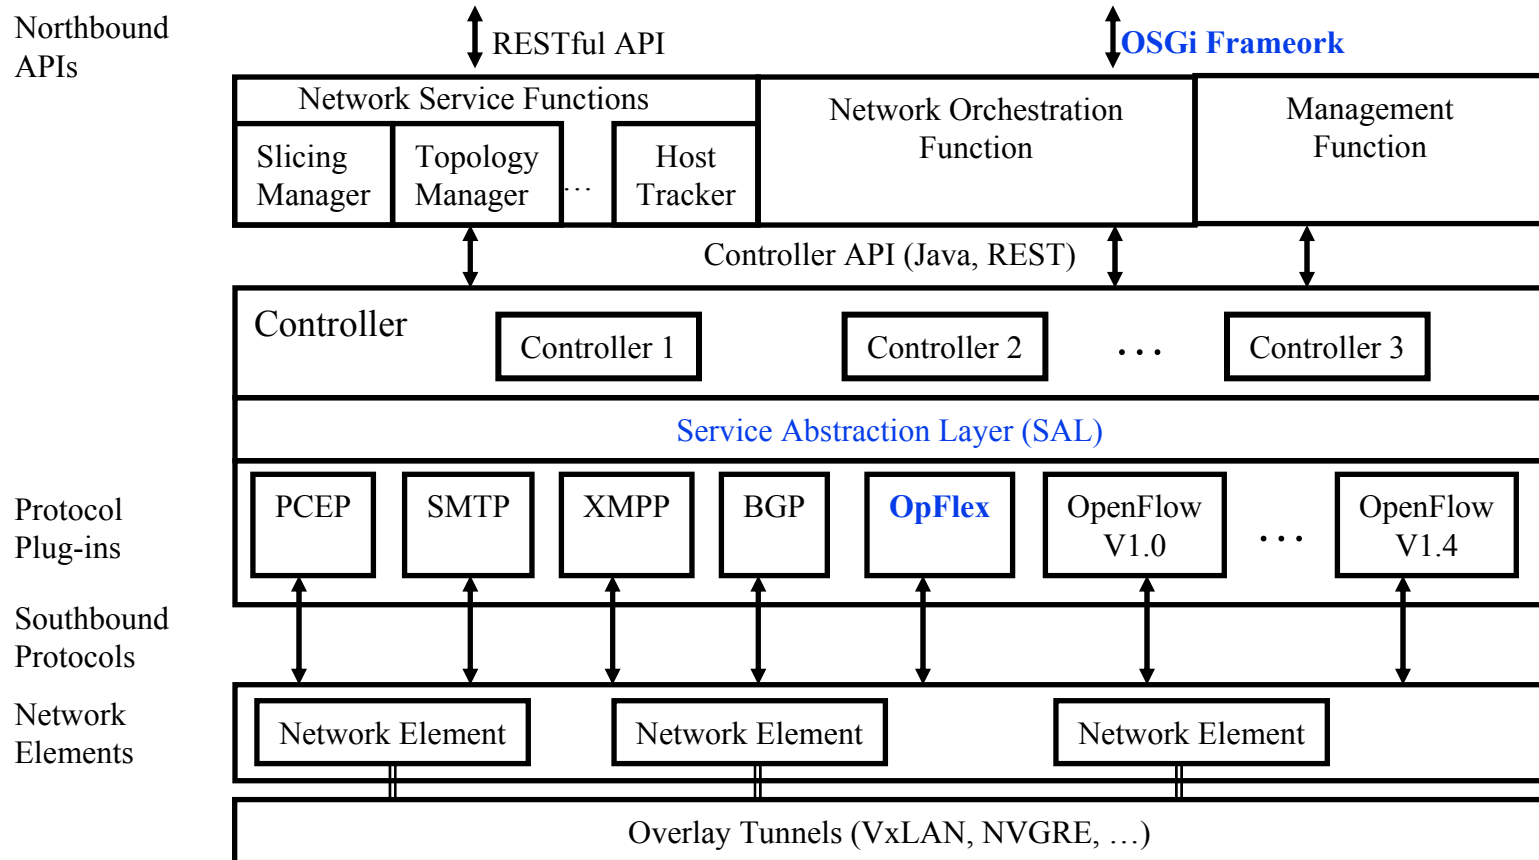 Northbound
APIs
RESTful API
OSGi Frameork
Network Service Functions
Slicing
Manager
Topology
Manager
...
Host
Tracker
Network Orchestration
Function
Management
Function
Controller API (Java, REST)
Controller
Controller 1
Controller 2
...
Controller 3
Service Abstraction Layer (SAL)
Protocol
Plug-ins
PCEP
SMTP
XMPP
BGP
OpFlex
OpenFlow
V1.0
...
OpenFlow
V1.4
Southbound
Protocols
Network
Elements
Network Element
Network Element
Network Element
Overlay Tunnels (VxLAN, NVGRE, …)